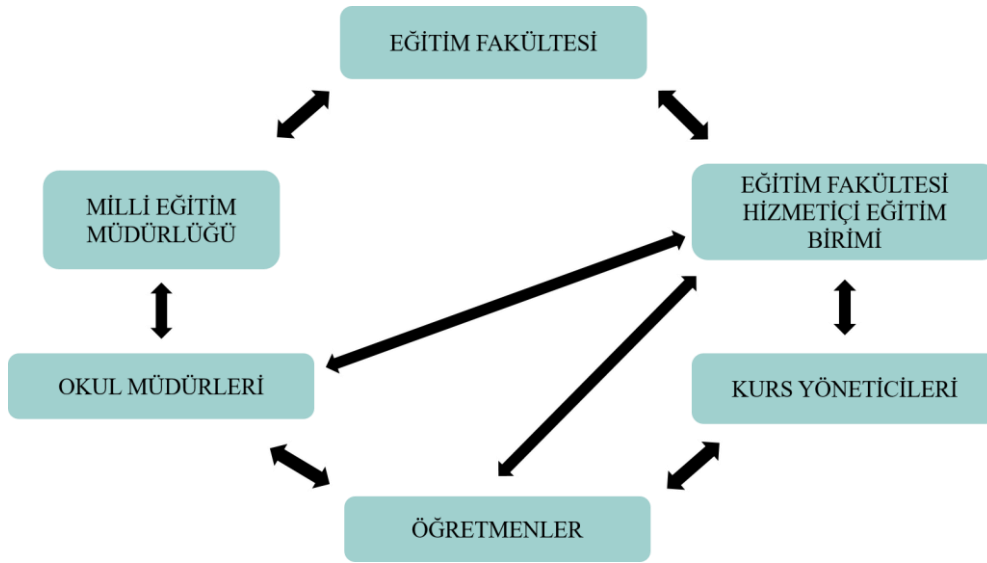 EĞİTİM FAKÜLTESİ
MİLLİ EĞİTİM
MÜDÜRLÜĞÜ
EĞİTİM FAKÜLTESİ
HİZMETİÇİ EĞİTİM
BİRİMİ
OKUL MÜDÜRLERİ
KURS YÖNETİCİLERİ
ÖĞRETMENLER